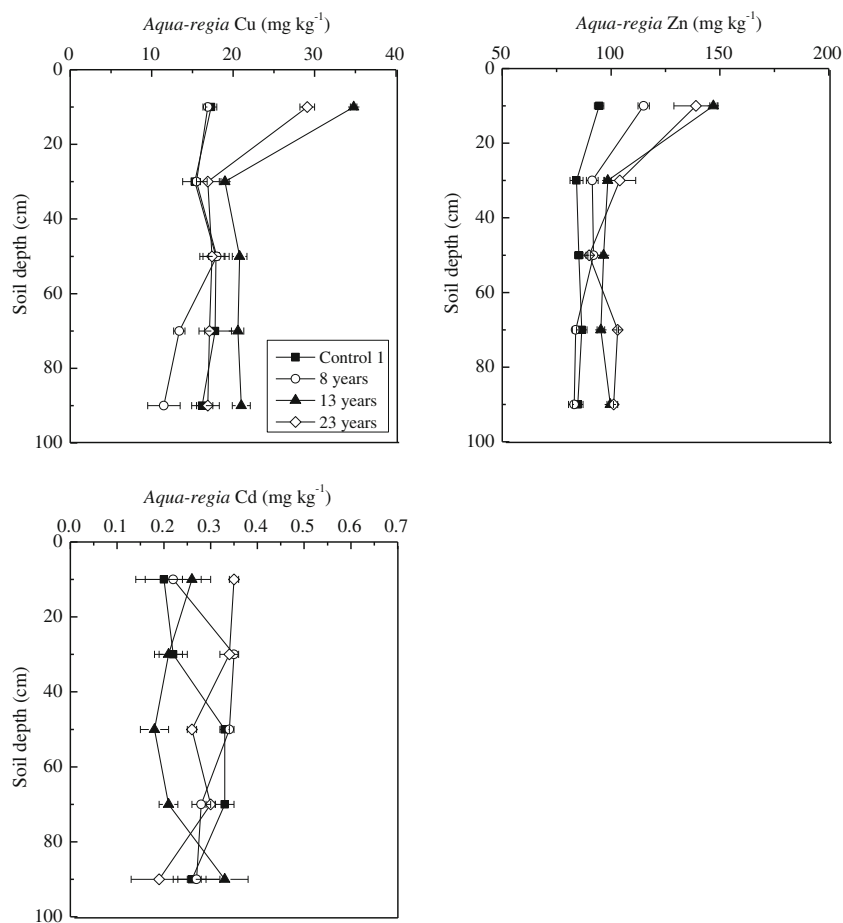 Aqua-regia Cu (mg kg⁻¹)
0 10 20 30 40
0
20
40
60
80
100
Soil depth (cm)
Control 1
8 years
13 years
23 years
Aqua-regia Zn (mg kg⁻¹)
50 100 150 200
0
20
40
60
80
100
Soil depth (cm)
Aqua-regia Cd (mg kg⁻¹)
0.0 0.1 0.2 0.3 0.4 0.5 0.6 0.7
0
20
40
60
80
100
Soil depth (cm)